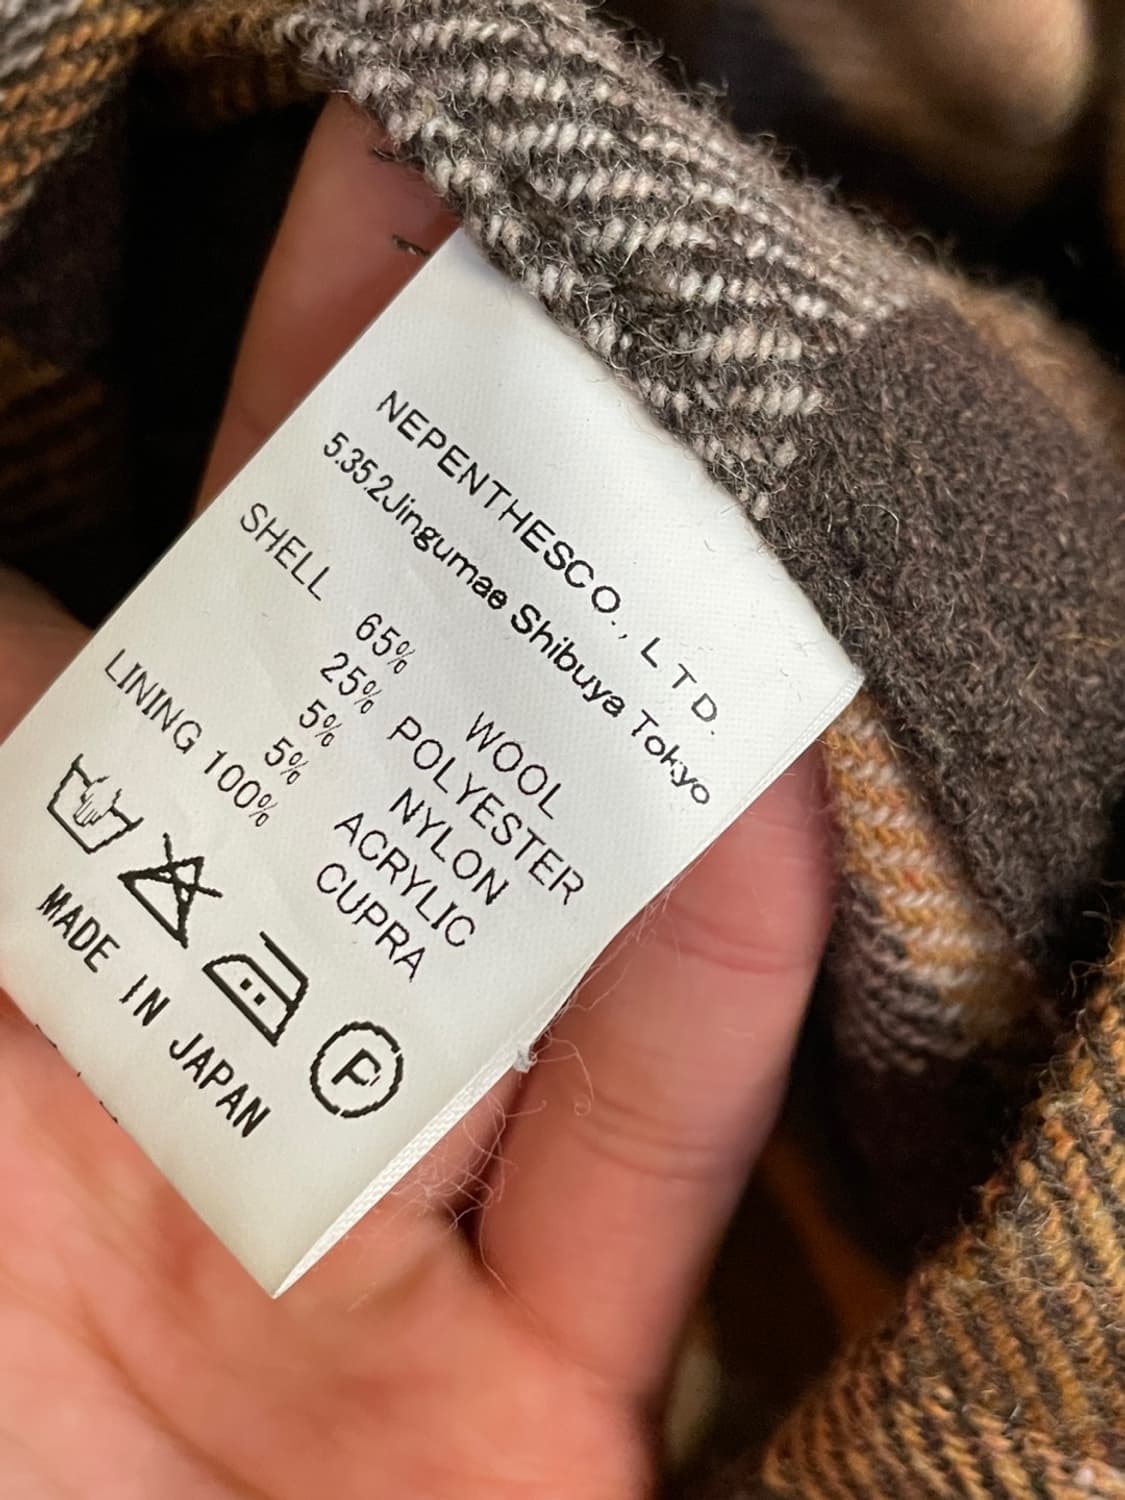 NEPENTHESCO., LTD.
5.35.2Jingumae Shibuya Tokyo
SHELL
65% WOOL
25% POLYESTER
5% NYLON
5% ACRYLIC
LINING 100% CUPRA
P
MADE IN JAPAN